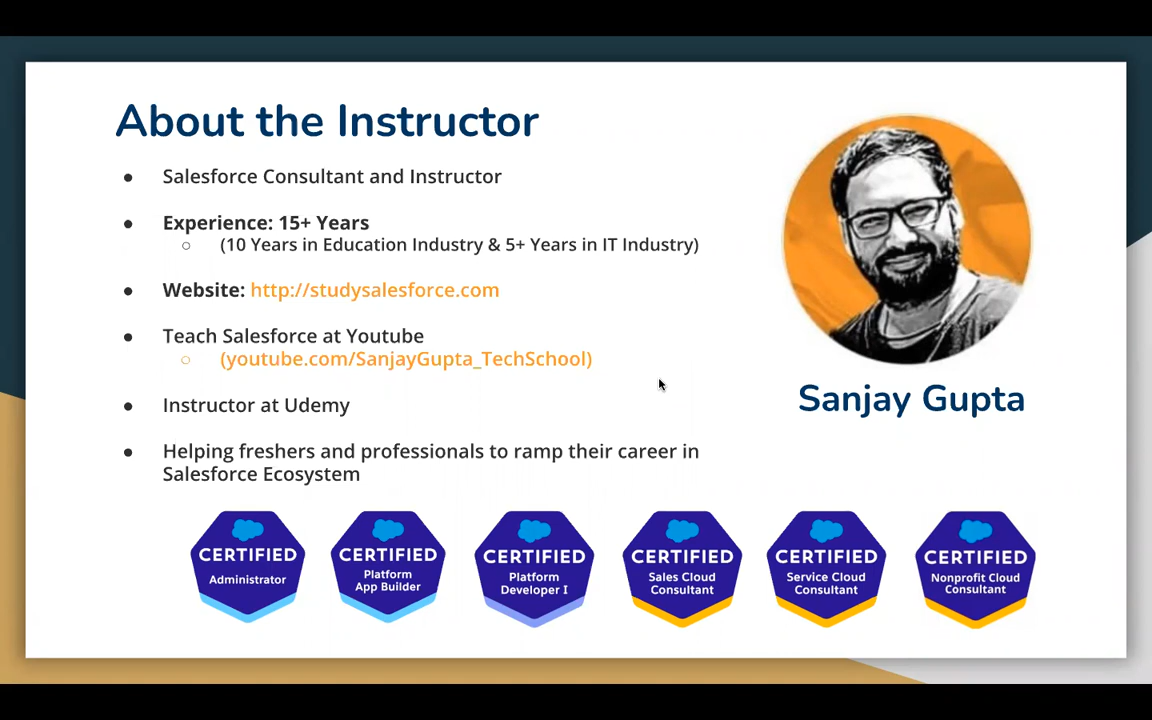 About the Instructor
● Salesforce Consultant and Instructor
● Experience: 15+ Years
○ (10 Years in Education Industry & 5+ Years in IT Industry)
● Website: http://studysalesforce.com
● Teach Salesforce at Youtube
○ (youtube.com/SanjayGupta_TechSchool)
● Instructor at Udemy
● Helping freshers and professionals to ramp their career in
Salesforce Ecosystem
Sanjay Gupta
CERTIFIED
Administrator
CERTIFIED
Platform
App Builder
CERTIFIED
Platform
Developer I
CERTIFIED
Sales Cloud
Consultant
CERTIFIED
Service Cloud
Consultant
CERTIFIED
Nonprofit Cloud
Consultant